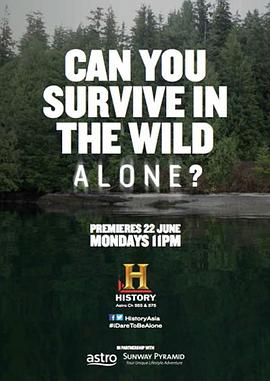 CAN YOU
SURVIVE IN
THE WILD
ALONE?
PREMIERES 22 JUNE
MONDAYS 11PM
H
HISTORY
Astro Ch 555 & 575
HistoryAsia
#iDareToBeAlone
IN PARTNERSHIP WITH
astro SUNWAY PYRAMID
Your Unique Lifestyle Adventure